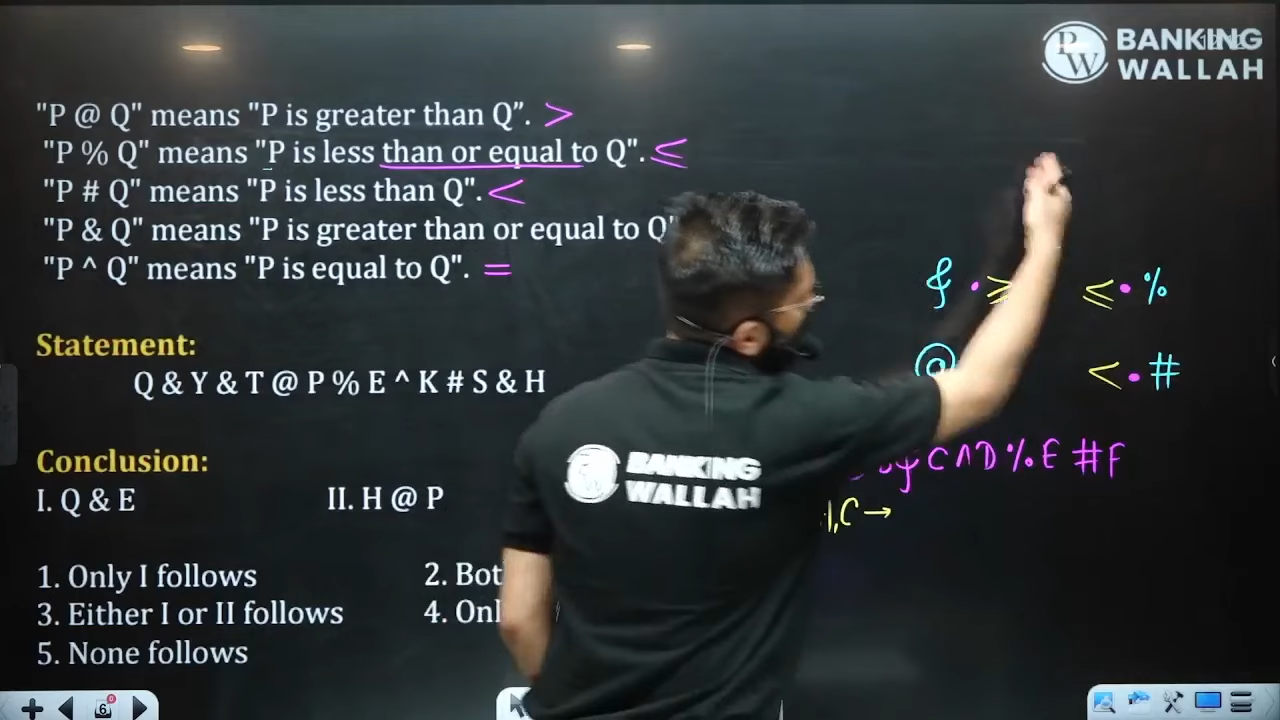 BANKING
WALLAH
"P @ Q" means "P is greater than Q". >
"P % Q" means "P is less than or equal to Q". ≤
"P # Q" means "P is less than Q". <
"P & Q" means "P is greater than or equal to Q"
"P ^ Q" means "P is equal to Q". =
& • ≥ ≤ • %
@ < • #
Statement:
Q & Y & T @ P % E ^ K # S & H
C ^ D % E # F
Conclusion:
I. Q & E II. H @ P
,C →
BANKING
WALLAH
1. Only I follows 2.
3. Either I or II follows 4.
5. None follows
6